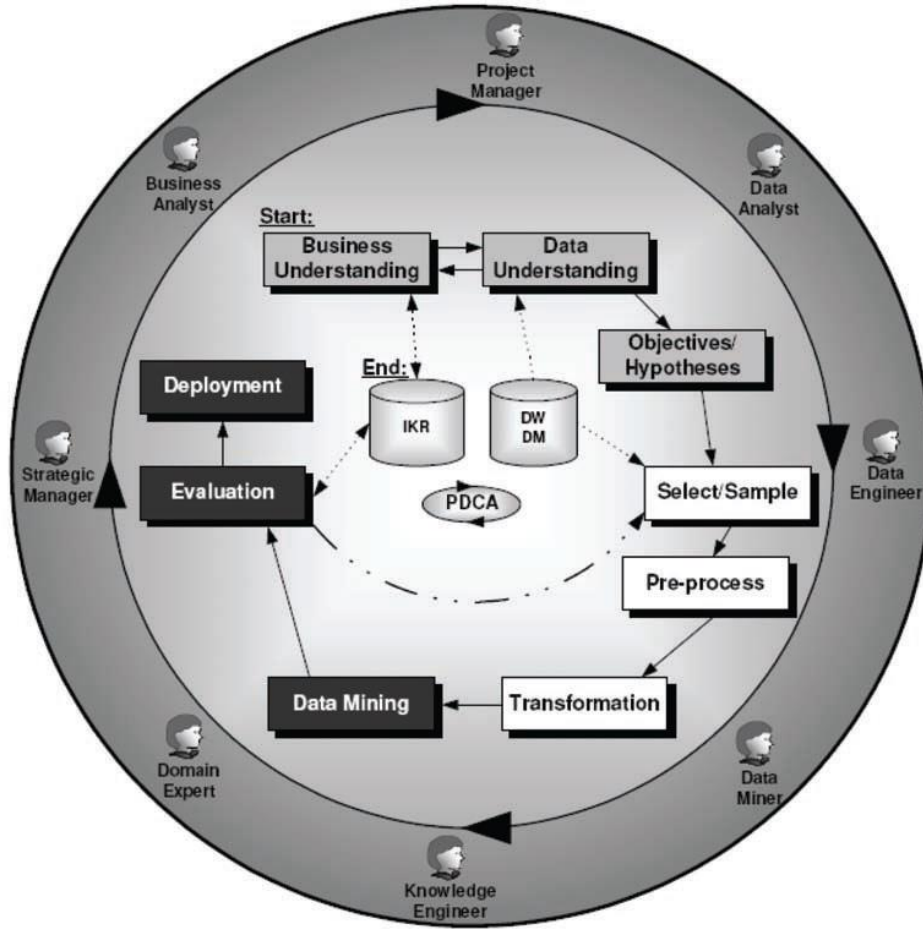 Project
Manager
Business
Analyst
Data
Analyst
Start:
Business
Understanding
Data
Understanding
Objectives/
Hypotheses
End:
Deployment
IKR
DW
DM
Strategic
Manager
Evaluation
PDCA
Select/Sample
Data
Engineer
Pre-process
Data Mining
Transformation
Domain
Expert
Data
Miner
Knowledge
Engineer